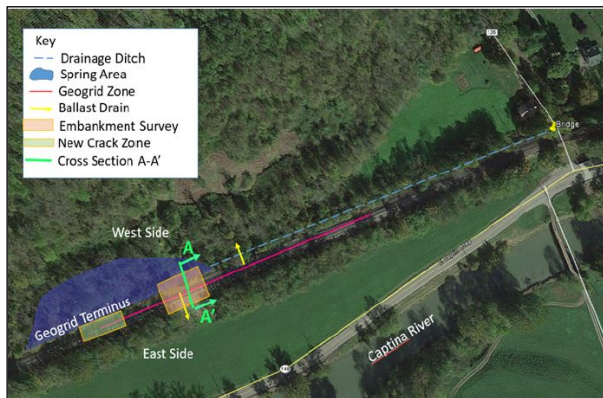 Key
Drainage Ditch
Spring Area
Geogrid Zone
Ballast Drain
Embankment Survey
New Crack Zone
Cross Section A-A'
Bridge
West Side
A
A'
Geogrid Terminus
East Side
Captina River
148